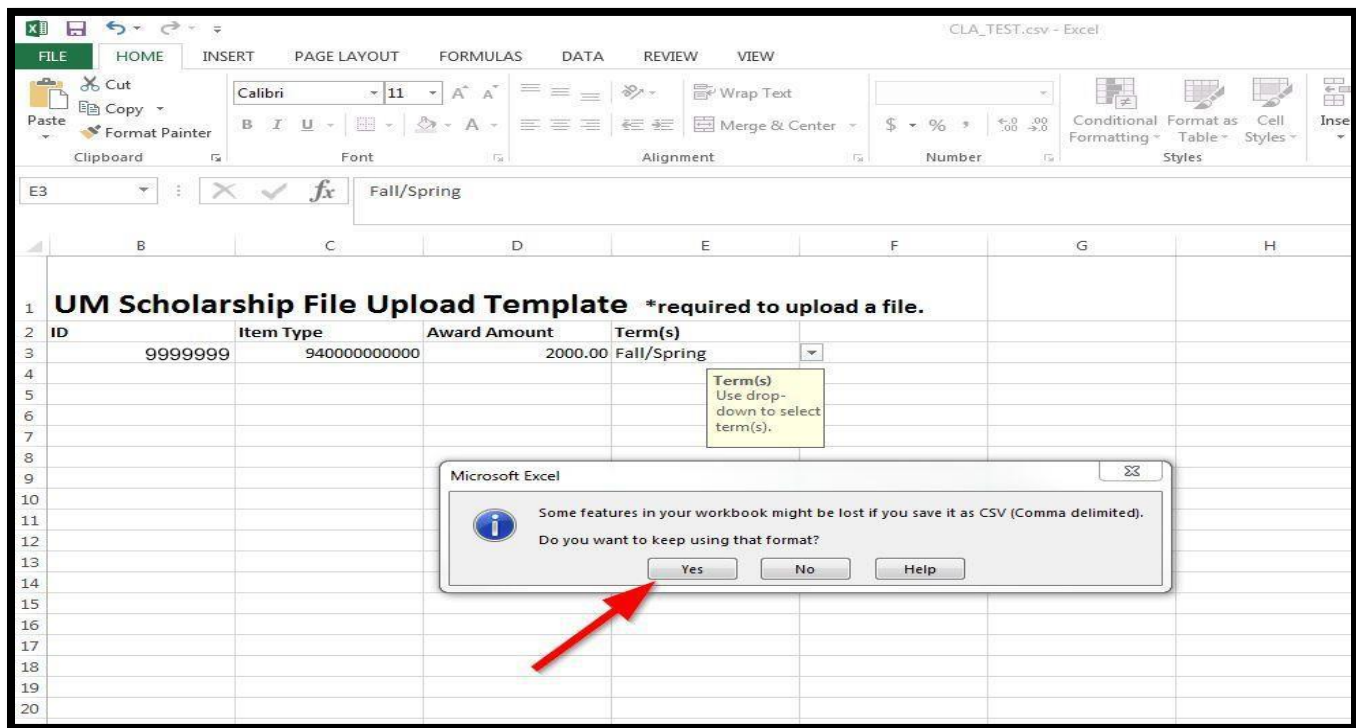 CLA_TEST.csv - Excel
FILE HOME INSERT PAGE LAYOUT FORMULAS DATA REVIEW VIEW
Cut
Copy
Format Painter
Paste
Calibri 11 A A
Wrap Text
B I U A
Merge & Center
$ % , .00 .0 .00
Conditional Formatting
Format as Table
Cell Styles
Inse
Clipboard Font Alignment Number Styles
E3 fx Fall/Spring
B C D E F G H
1 UM Scholarship File Upload Template *required to upload a file.
2 ID Item Type Award Amount Term(s)
3 9999999 940000000000 2000.00 Fall/Spring
4
Term(s)
5
Use drop-
6
down to select
7
term(s).
8
9
Microsoft Excel
10
11
Some features in your workbook might be lost if you save it as CSV (Comma delimited).
12
Do you want to keep using that format?
13
Yes No Help
14
15
16
17
18
19
20